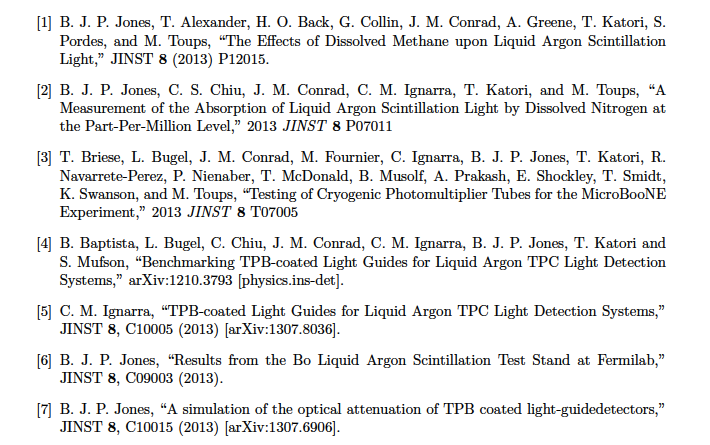 [1] B. J. P. Jones, T. Alexander, H. O. Back, G. Collin, J. M. Conrad, A. Greene, T. Katori, S.
Pordes, and M. Toups, “The Effects of Dissolved Methane upon Liquid Argon Scintillation
Light,” JINST 8 (2013) P12015.
[2] B. J. P. Jones, C. S. Chiu, J. M. Conrad, C. M. Ignarra, T. Katori, and M. Toups, “A
Measurement of the Absorption of Liquid Argon Scintillation Light by Dissolved Nitrogen at
the Part-Per-Million Level,” 2013 JINST 8 P07011
[3] T. Briese, L. Bugel, J. M. Conrad, M. Fournier, C. Ignarra, B. J. P. Jones, T. Katori, R.
Navarrete-Perez, P. Nienaber, T. McDonald, B. Musolf, A. Prakash, E. Shockley, T. Smidt,
K. Swanson, and M. Toups, “Testing of Cryogenic Photomultiplier Tubes for the MicroBooNE
Experiment,” 2013 JINST 8 T07005
[4] B. Baptista, L. Bugel, C. Chiu, J. M. Conrad, C. M. Ignarra, B. J. P. Jones, T. Katori and
S. Mufson, “Benchmarking TPB-coated Light Guides for Liquid Argon TPC Light Detection
Systems,” arXiv:1210.3793 [physics.ins-det].
[5] C. M. Ignarra, “TPB-coated Light Guides for Liquid Argon TPC Light Detection Systems,”
JINST 8, C10005 (2013) [arXiv:1307.8036].
[6] B. J. P. Jones, “Results from the Bo Liquid Argon Scintillation Test Stand at Fermilab,”
JINST 8, C09003 (2013).
[7] B. J. P. Jones, “A simulation of the optical attenuation of TPB coated light-guidedetectors,”
JINST 8, C10015 (2013) [arXiv:1307.6906].